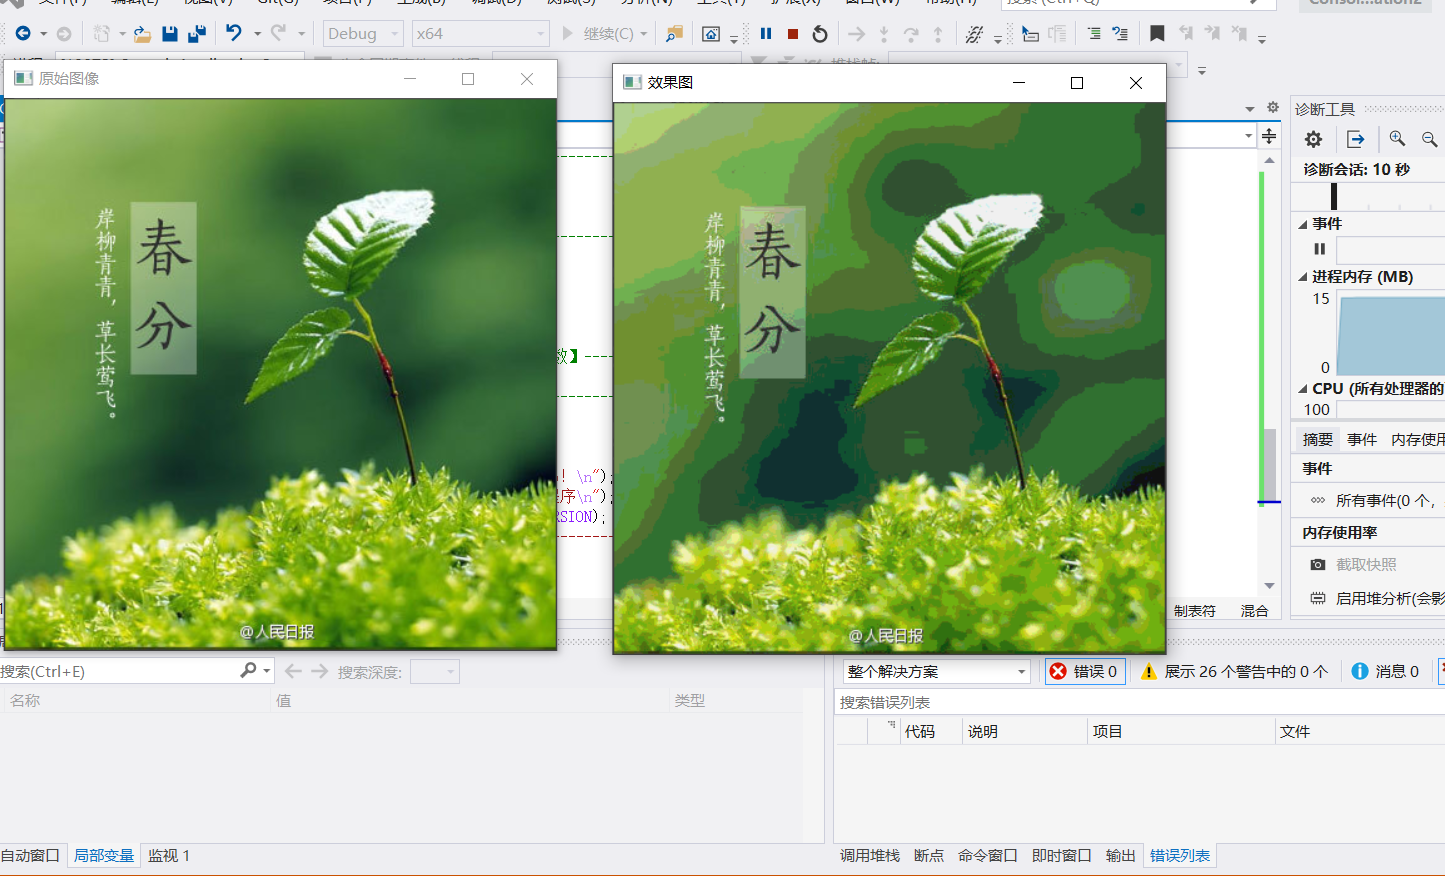 Debug
x64
继续(C)
原始图像
效果图
岸柳青青，
草长莺飞。
春
分
@人民日报
岸柳青青，
草长莺飞。
春
分
@人民日报
数】
! \n");
序\n");
RSION);
制表符
混合
诊断工具
诊断会话: 10 秒
事件
进程内存 (MB)
15
0
CPU (所有处理器的
100
摘要
事件
内存使用
事件
所有事件(0 个,
内存使用率
截取快照
启用堆分析(会影
搜索(Ctrl+E)
搜索深度:
名称
值
类型
自动窗口
局部变量
监视 1
整个解决方案
错误 0
展示 26 个警告中的 0 个
消息 0
搜索错误列表
代码
说明
项目
文件
调用堆栈
断点
命令窗口
即时窗口
输出
错误列表